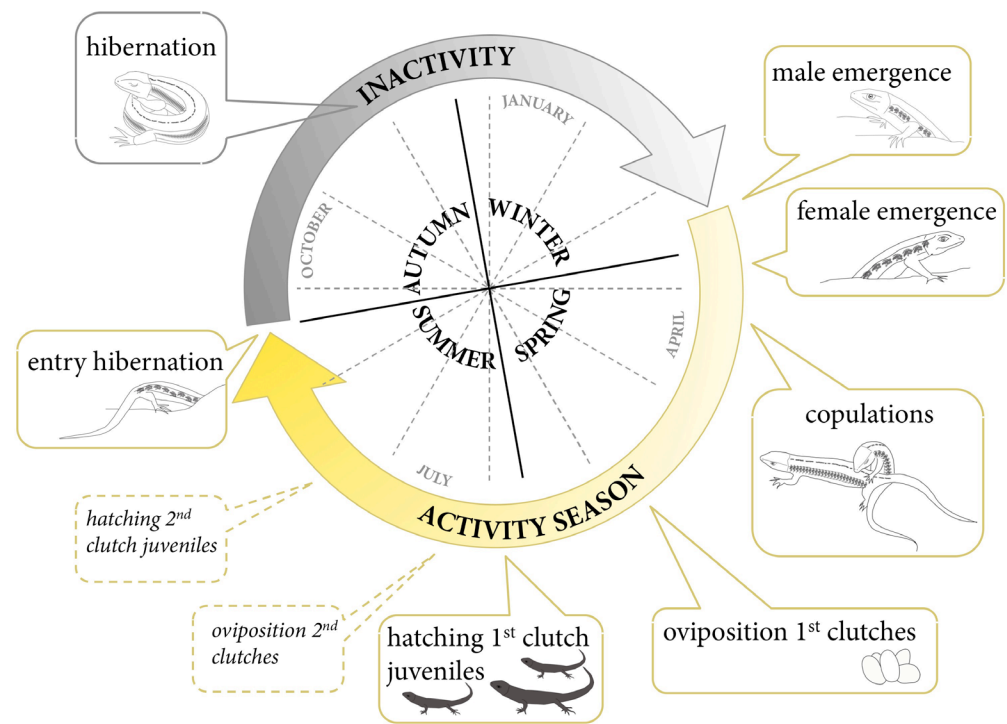 hibernation
INACTIVITY
JANUARY
male emergence
female emergence
OCTOBER
AUTUMN
WINTER
SUMMER
SPRING
APRIL
entry hibernation
copulations
JULY
ACTIVITY SEASON
hatching 2nd
clutch juveniles
oviposition 2nd
clutches
hatching 1st clutch
juveniles
oviposition 1st clutches